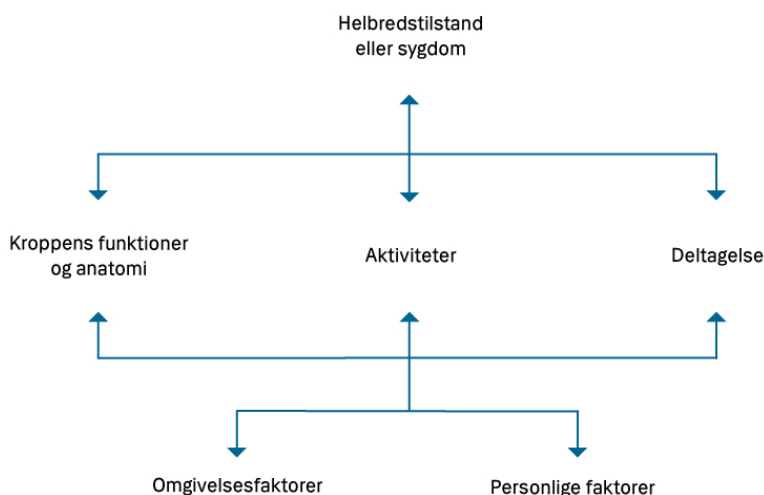 Helbredstilstand
eller sygdom
Kroppens funktioner
og anatomi
Aktiviteter
Deltagelse
Omgivelsesfaktorer
Personlige faktorer